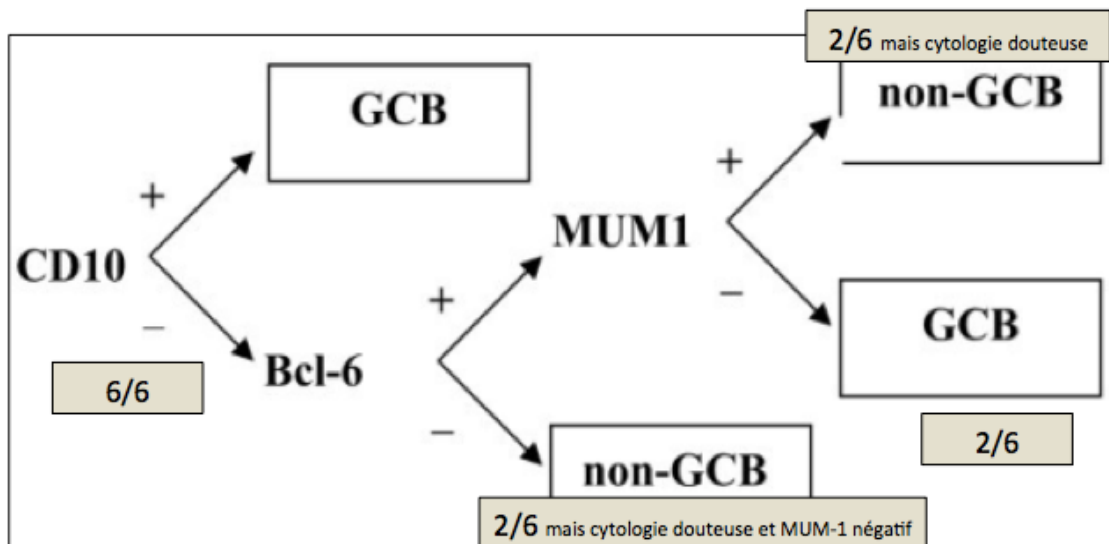 2/6 mais cytologie douteuse
GCB
non-GCB
+
+
MUM1
CD10
+
−
−
GCB
Bcl-6
6/6
−
2/6
non-GCB
2/6 mais cytologie douteuse et MUM-1 négatif